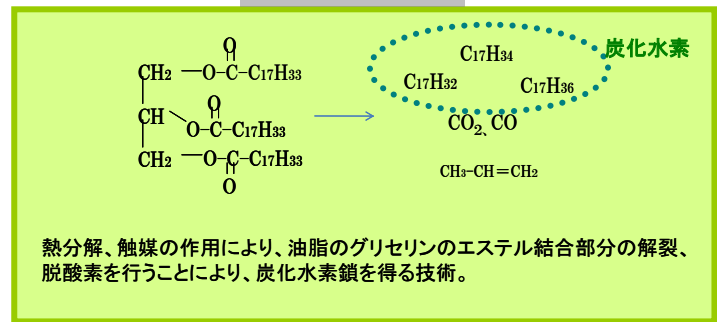 O
CH2 —O-C-C17H33
O
CH O-C-C17H33
CH2 —O-C-C17H33
O
炭化水素
C17H34
C17H32 C17H36
CO2、CO
CH3-CH=CH2
熱分解、触媒の作用により、油脂のグリセリンのエステル結合部分の解裂、
脱酸素を行うことにより、炭化水素鎖を得る技術。